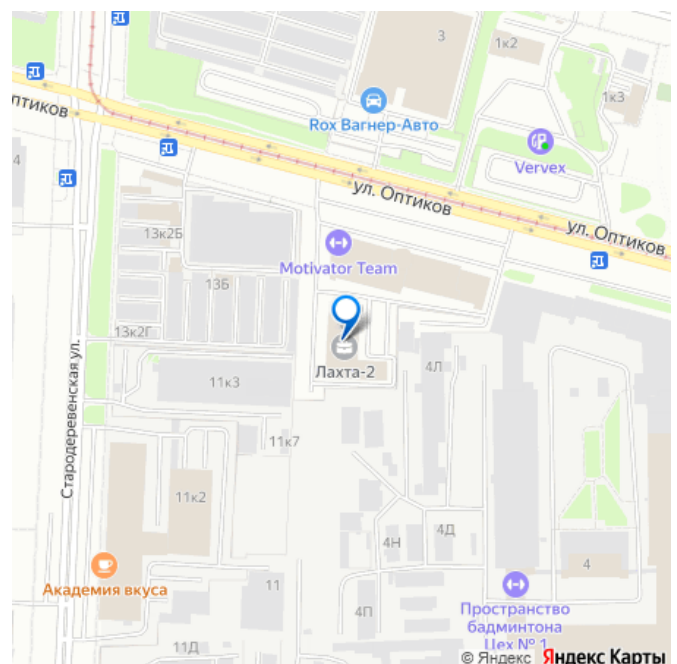 3
1к2
1к3
Rox Вагнер-Авто
Vervex
ул. Оптиков
4
ул. Оптиков
13к2Б
Motivator Team
13Б
13к2Г
Стародеревенская ул.
11к3
Лахта-2
4Л
11к7
11к2
4Н
4Д
4
Академия вкуса
11
4П
Пространство
бадминтона
Цех № 1
11Д
© Яндекс Яндекс Карты